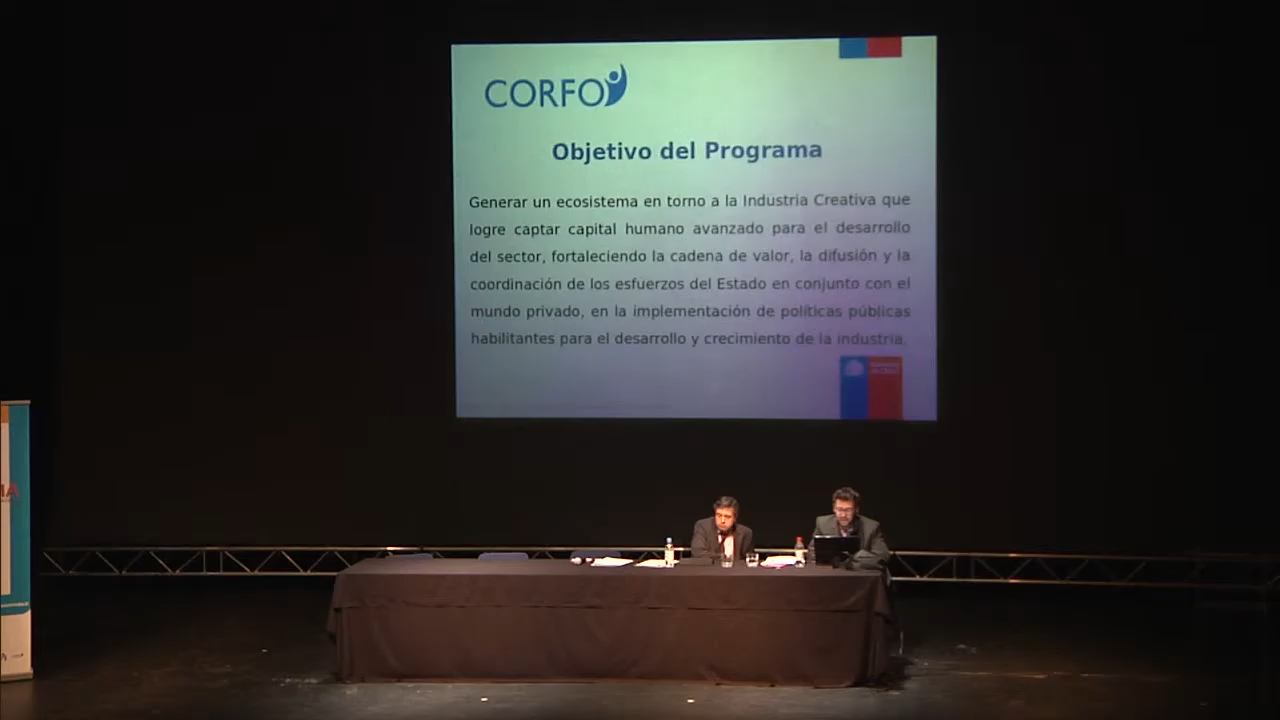 CORFO
Objetivo del Programa
Generar un ecosistema en torno a la Industria Creativa que
logre captar capital humano avanzado para el desarrollo
del sector, fortaleciendo la cadena de valor, la difusión y la
coordinación de los esfuerzos del Estado en conjunto con el
mundo privado, en la implementación de políticas públicas
habilitantes para el desarrollo y crecimiento de la industria.